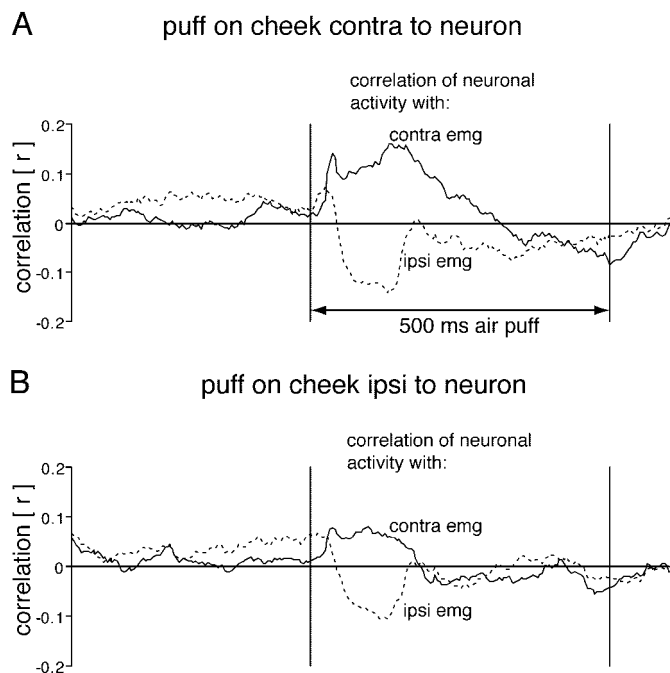 A
puff on cheek contra to neuron
correlation of neuronal
activity with:
contra emg
0.2
0.1
0
-0.1
-0.2
correlation [ r ]
ipsi emg
500 ms air puff
B
puff on cheek ipsi to neuron
correlation of neuronal
activity with:
contra emg
0.2
0.1
0
-0.1
-0.2
correlation [ r ]
ipsi emg